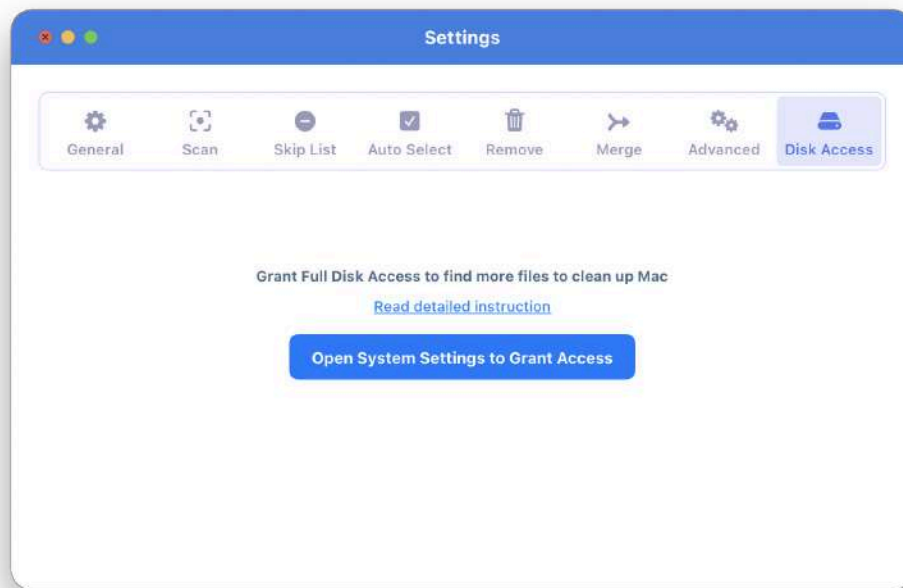 Settings
General Scan Skip List Auto Select Remove Merge Advanced Disk Access
Grant Full Disk Access to find more files to clean up Mac
Read detailed instruction
Open System Settings to Grant Access